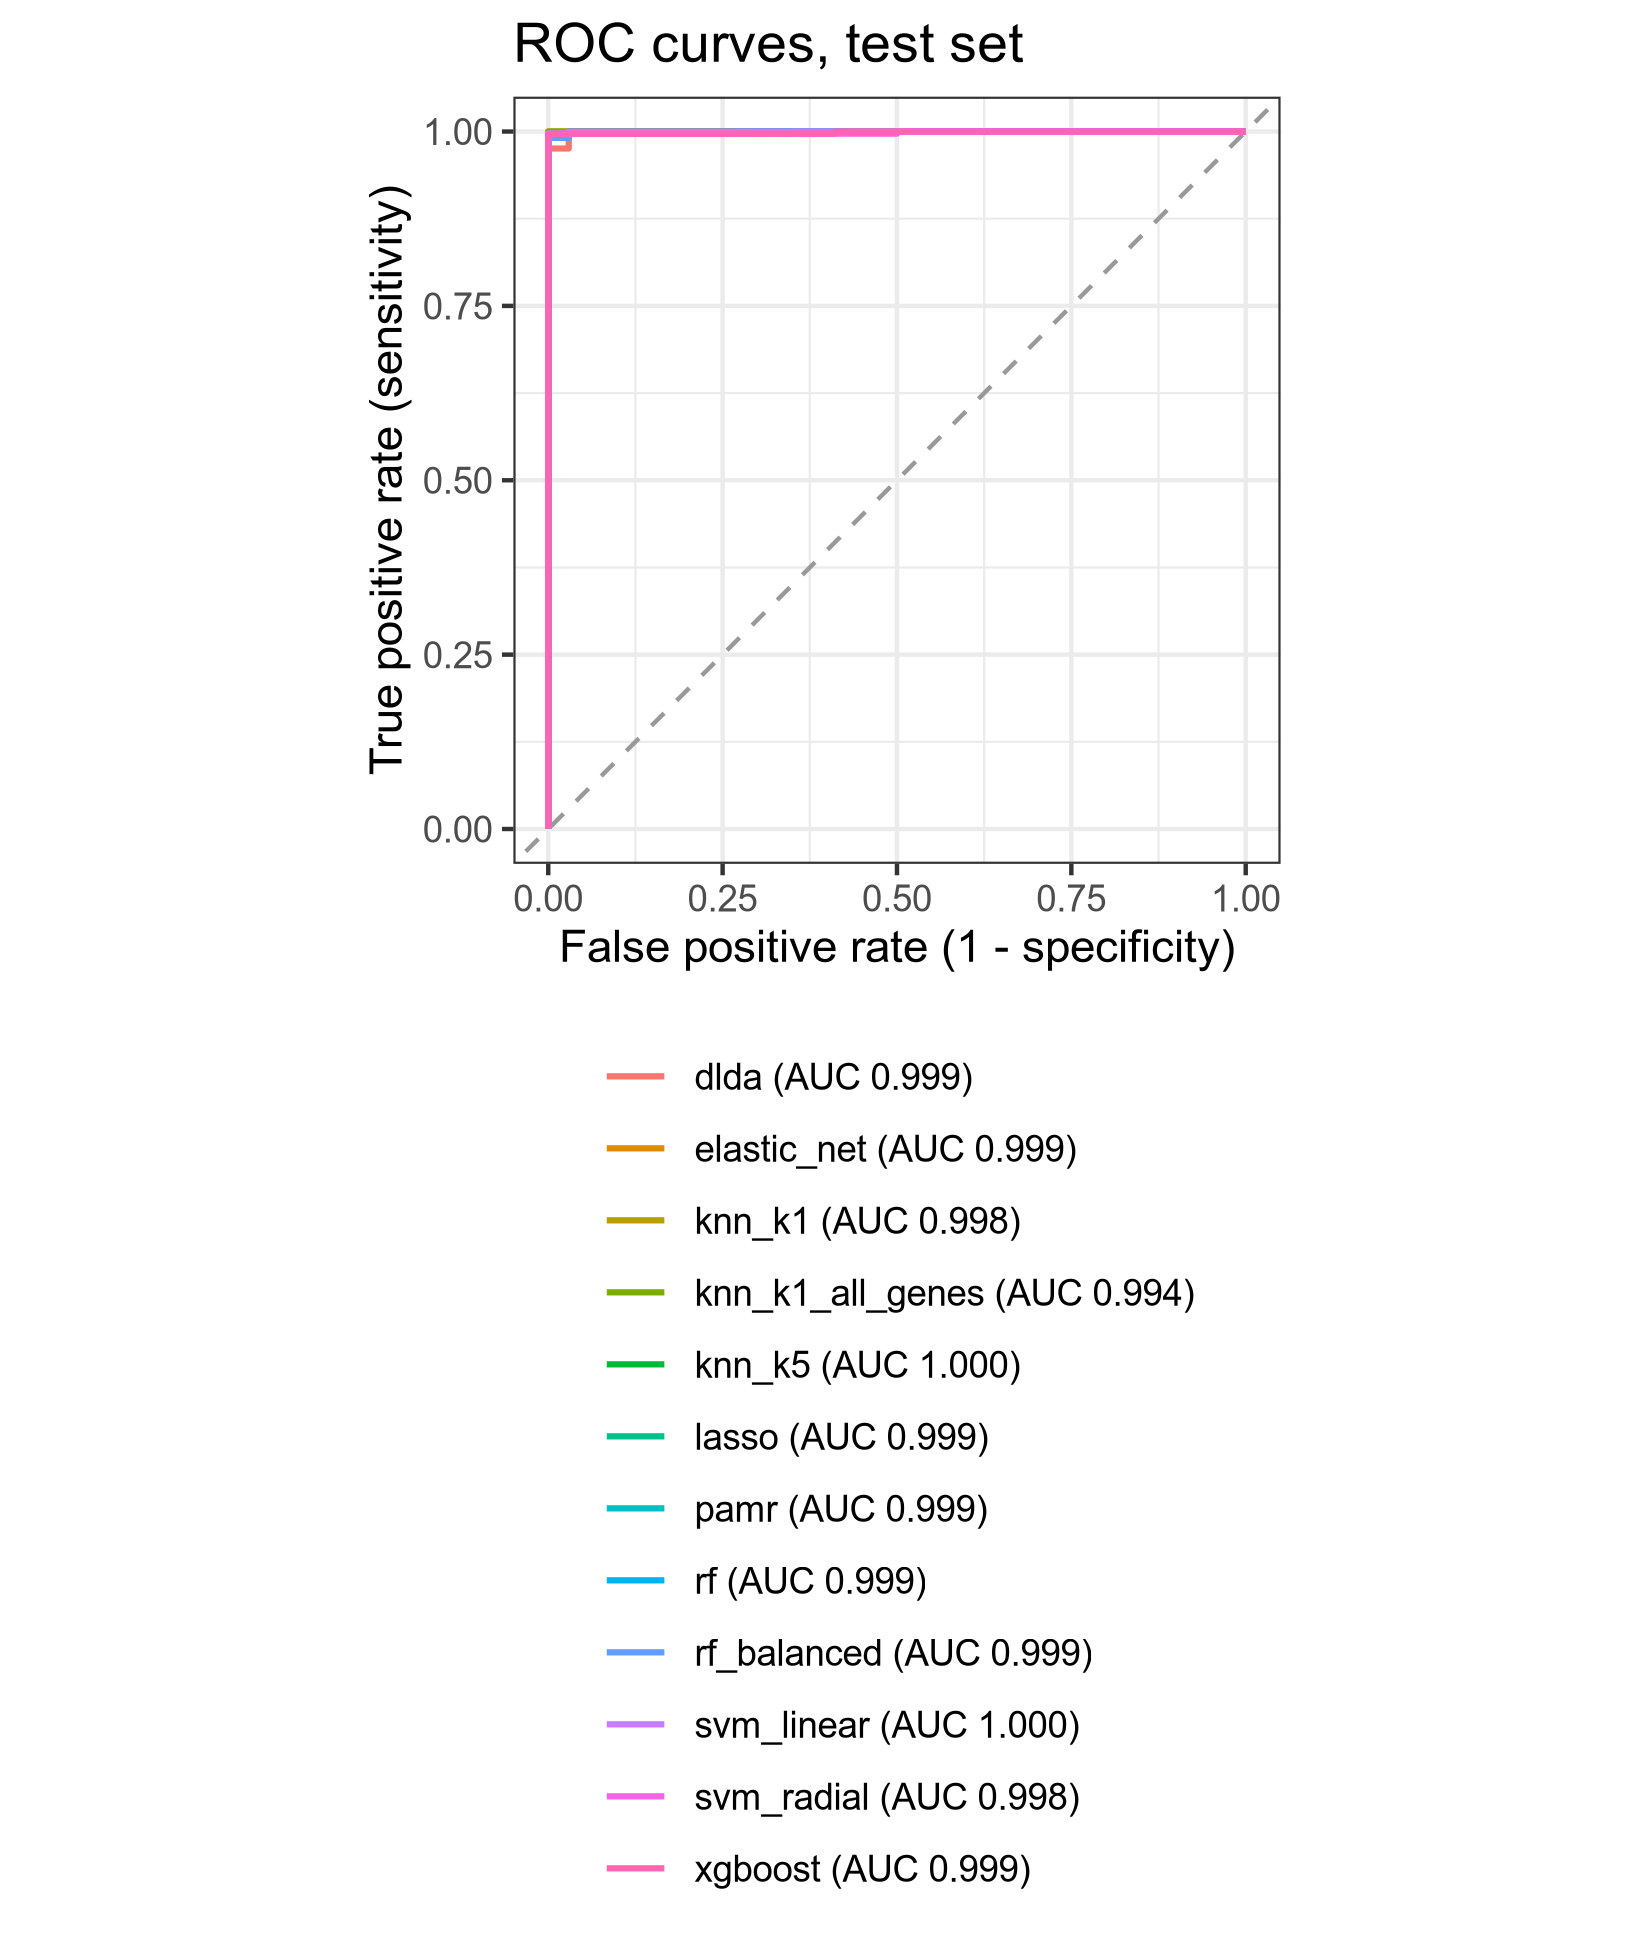 ROC curves, test set
True positive rate (sensitivity)
1.00
0.75
0.50
0.25
0.00
0.00 0.25 0.50 0.75 1.00
False positive rate (1 - specificity)
dlda (AUC 0.999)
elastic_net (AUC 0.999)
knn_k1 (AUC 0.998)
knn_k1_all_genes (AUC 0.994)
knn_k5 (AUC 1.000)
lasso (AUC 0.999)
pamr (AUC 0.999)
rf (AUC 0.999)
rf_balanced (AUC 0.999)
svm_linear (AUC 1.000)
svm_radial (AUC 0.998)
xgboost (AUC 0.999)